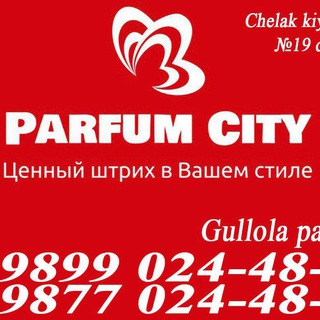 Chelak kiy
№19 d
PARFUM CITY
Ценный штрих в Вашем стиле
Gullola pa
9899 024-48-
9877 024-48-